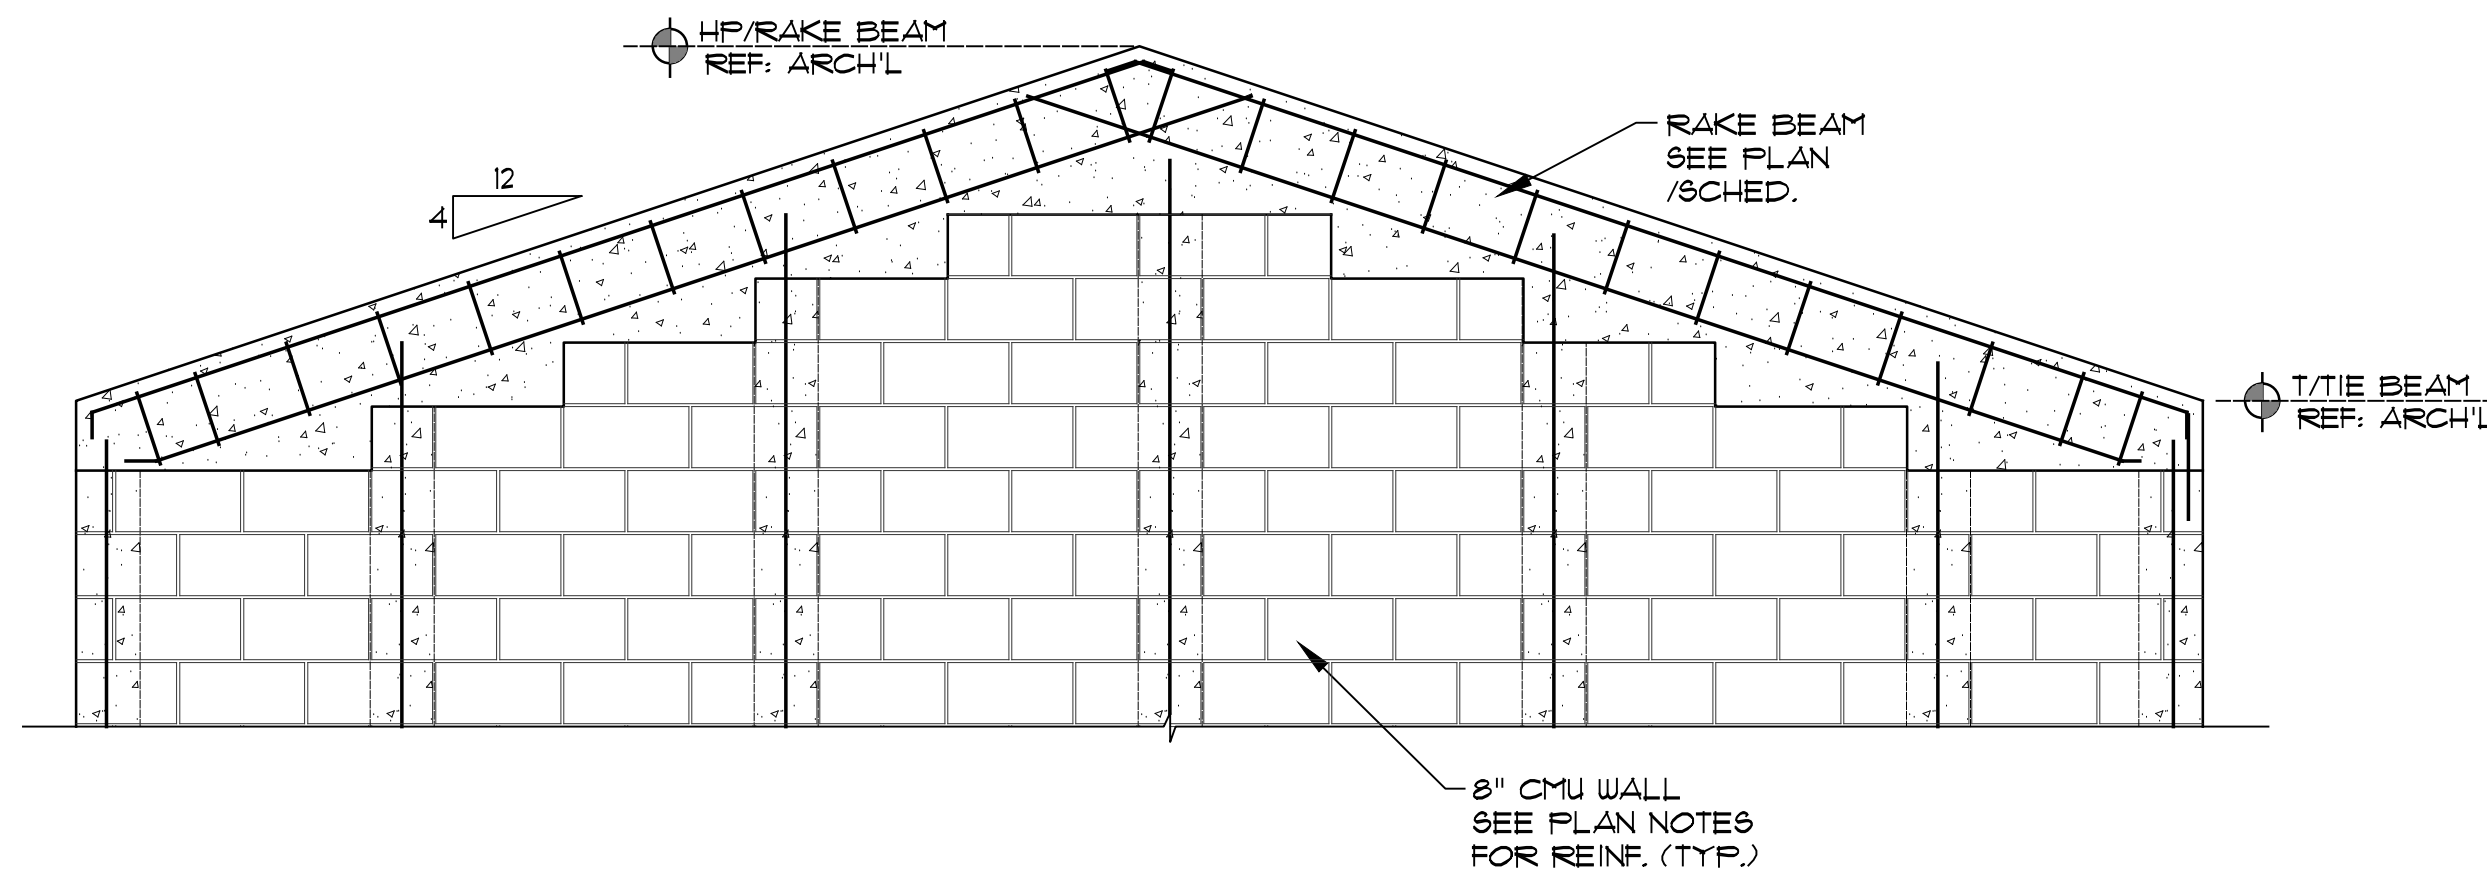 HP/RAKE BEAM
REF: ARCH'L
RAKE BEAM
SEE PLAN
/SCHED.
12
4
T/TIE BEAM
REF: ARCH'L
8" CMU WALL
SEE PLAN NOTES
FOR REINF. (TYP.)